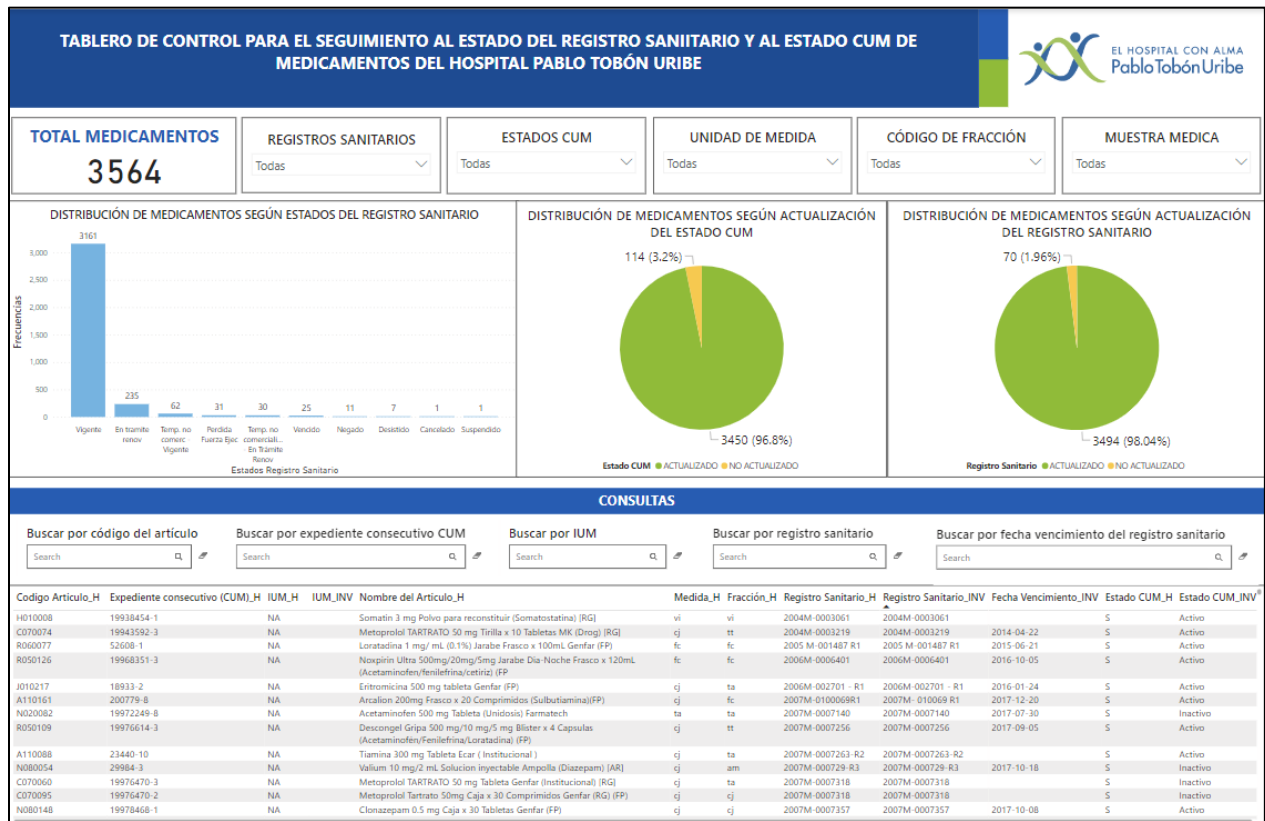 TABLERO DE CONTROL PARA EL SEGUIMIENTO AL ESTADO DEL REGISTRO SANIITARIO Y AL ESTADO CUM DE
MEDICAMENTOS DEL HOSPITAL PABLO TOBÓN URIBE
EL HOSPITAL CON ALMA
Pablo Tobón Uribe
TOTAL MEDICAMENTOS
3564
REGISTROS SANITARIOS
Todas
ESTADOS CUM
Todas
UNIDAD DE MEDIDA
Todas
CÓDIGO DE FRACCIÓN
Todas
MUESTRA MEDICA
Todas
DISTRIBUCIÓN DE MEDICAMENTOS SEGÚN ESTADOS DEL REGISTRO SANITARIO
Frecuencias
3,000
2,500
2,000
1,500
1,000
500
0
3161
235
62
31
30
25
11
7
1
1
Vigente
En tramite
renov
Temp. no
comerc -
Vigente
Perdida
Fuerza Ejec
Temp. no
comerciali...
- En Trámite
Renov
Vencido
Negado
Desistido
Cancelado
Suspendido
Estados Registro Sanitario
DISTRIBUCIÓN DE MEDICAMENTOS SEGÚN ACTUALIZACIÓN
DEL ESTADO CUM
114 (3.2%)
3450 (96.8%)
Estado CUM ACTUALIZADO NO ACTUALIZADO
DISTRIBUCIÓN DE MEDICAMENTOS SEGÚN ACTUALIZACIÓN
DEL REGISTRO SANITARIO
70 (1.96%)
3494 (98.04%)
Registro Sanitario ACTUALIZADO NO ACTUALIZADO
CONSULTAS
Buscar por código del artículo
Search
Buscar por expediente consecutivo CUM
Search
Buscar por IUM
Search
Buscar por registro sanitario
Search
Buscar por fecha vencimiento del registro sanitario
Search
Codigo Articulo_H Expediente consecutivo (CUM)_H IUM_H IUM_INV Nombre del Articulo_H Medida_H Fracción_H Registro Sanitario_H Registro Sanitario_INV Fecha Vencimiento_INV Estado CUM_H Estado CUM_INV
H010008 19938454-1 NA Somatin 3 mg Polvo para reconstituir (Somatostatina) [RG] vi vi 2004M-0003061 2004M-0003061 S Activo
C070074 19943592-3 NA Metoprolol TARTRATO 50 mg Tirilla x 10 Tabletas MK (Drog) [RG] cj tt 2004M-0003219 2004M-0003219 2014-04-22 S Activo
R060077 52608-1 NA Loratadina 1 mg/ mL (0.1%) Jarabe Frasco x 100mL Genfar (FP) fc fc 2005 M-001487 R1 2005 M-001487 R1 2015-06-21 S Activo
R050126 19968351-3 NA Noxpirin Ultra 500mg/20mg/5mg Jarabe Dia-Noche Frasco x 120mL fc fc 2006M-0006401 2006M-0006401 2016-10-05 S Activo
(Acetaminofen/fenilefrina/cetiriz) (FP
J010217 18933-2 NA Eritromicina 500 mg tableta Genfar (FP) cj ta 2006M-002701 - R1 2006M-002701 - R1 2016-01-24 S Activo
A110161 200779-8 NA Arcalion 200mg Frasco x 20 Comprimidos (Sulbutiamina)(FP) cj fc 2007M-0100069R1 2007M- 010069 R1 2017-12-20 S Activo
N020082 19972249-8 NA Acetaminofen 500 mg Tableta (Unidosis) Farmatech ta ta 2007M-0007140 2007M-0007140 2017-07-30 S Inactivo
R050109 19976614-3 NA Descongel Gripa 500 mg/10 mg/5 mg Blister x 4 Capsulas cj tt 2007M-0007256 2007M-0007256 2017-09-05 S Activo
(Acetaminofén/Fenilefrina/Loratadina) (FP)
A110088 23440-10 NA Tiamina 300 mg Tableta Ecar ( Institucional ) cj ta 2007M-0007263-R2 2007M-0007263-R2 S Activo
N080054 29984-3 NA Valium 10 mg/2 mL Solucion inyectable Ampolla (Diazepam) [AR] cj am 2007M-000729-R3 2007M-000729-R3 2017-10-18 S Inactivo
C070060 19976470-3 NA Metoprolol TARTRATO 50 mg Tableta Genfar (Institucional) [RG] cj ta 2007M-0007318 2007M-0007318 S Inactivo
C070095 19976470-2 NA Metoprolol Tartrato 50mg Caja x 30 Comprimidos Genfar (RG) (FP) cj cj 2007M-0007318 2007M-0007318 S Inactivo
N080148 19978468-1 NA Clonazepam 0.5 mg Caja x 30 Tabletas Genfar (FP) cj cj 2007M-0007357 2007M-0007357 2017-10-08 S Activo